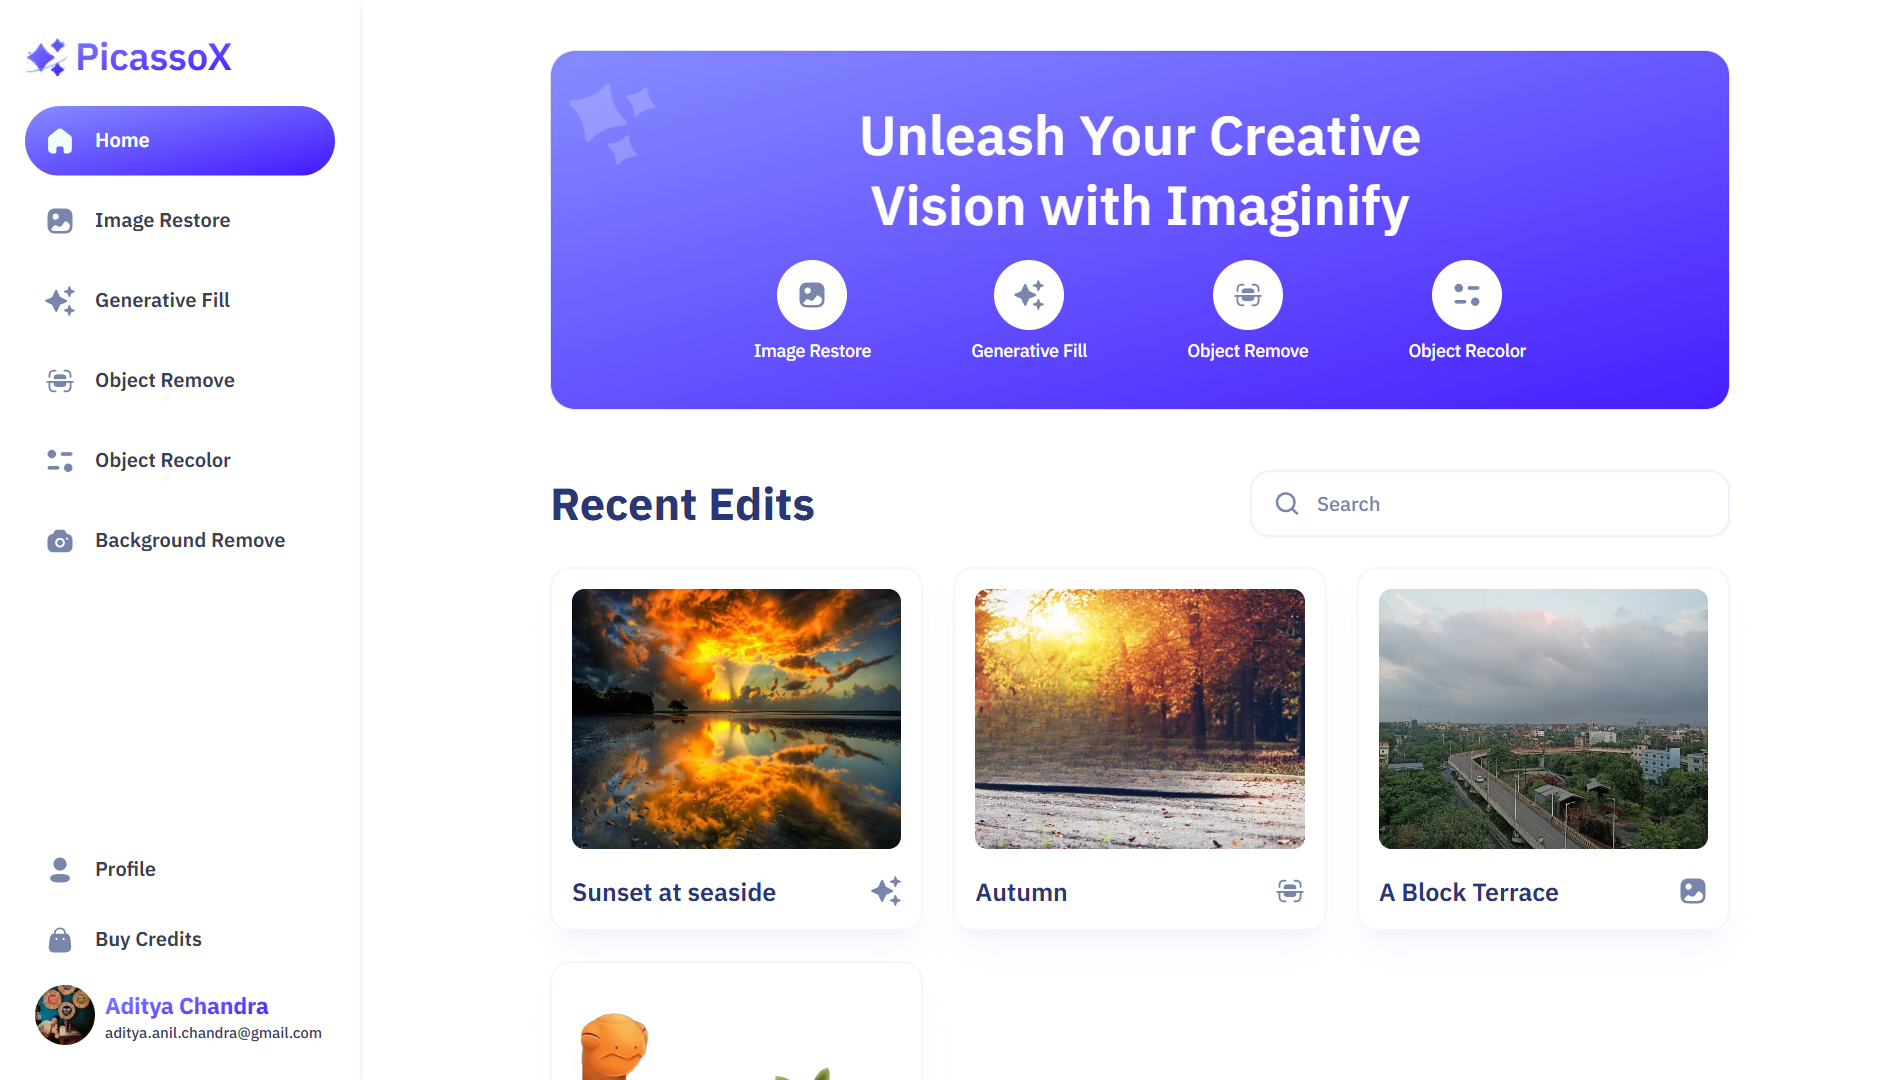 PicassoX
Home
Image Restore
Generative Fill
Object Remove
Object Recolor
Background Remove
Profile
Buy Credits
Aditya Chandra
aditya.anil.chandra@gmail.com
Unleash Your Creative
Vision with Imaginify
Image Restore
Generative Fill
Object Remove
Object Recolor
Recent Edits
Search
Sunset at seaside
Autumn
A Block Terrace